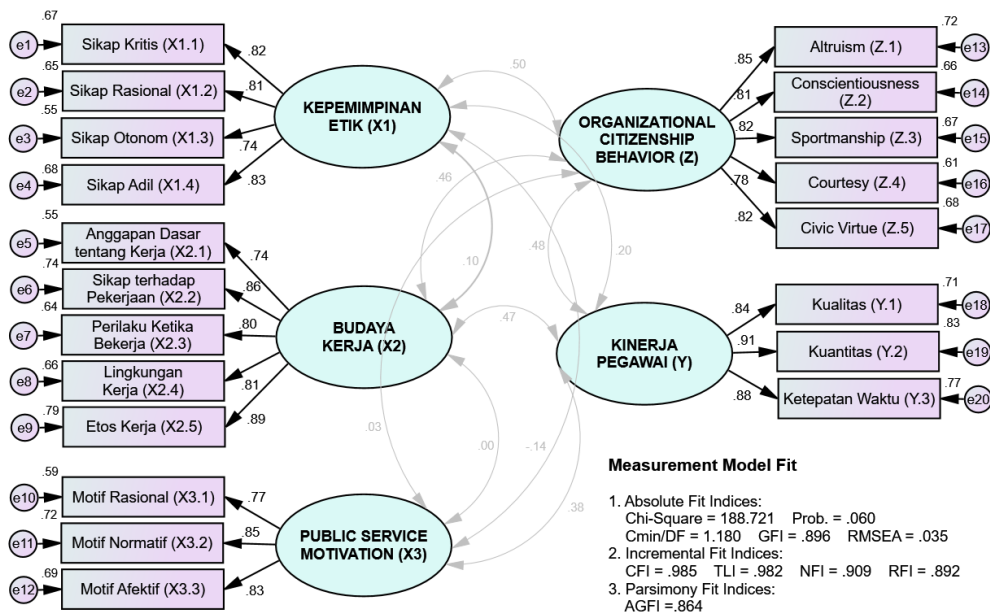 .67
e1
Sikap Kritis (X1.1)
.82
.65
e2
Sikap Rasional (X1.2)
.81
.55
e3
Sikap Otonom (X1.3)
.74
.68
e4
Sikap Adil (X1.4)
.83
KEPEMIMPINAN
ETIK (X1)
.55
e5
Anggapan Dasar
tentang Kerja (X2.1)
.74
.74
e6
Sikap terhadap
Pekerjaan (X2.2)
.86
.64
e7
Perilaku Ketika
Bekerja (X2.3)
.80
.66
e8
Lingkungan
Kerja (X2.4)
.81
.79
e9
Etos Kerja (X2.5)
.89
BUDAYA
KERJA (X2)
.59
e10
Motif Rasional (X3.1)
.77
.72
e11
Motif Normatif (X3.2)
.85
.69
e12
Motif Afektif (X3.3)
.83
PUBLIC SERVICE
MOTIVATION (X3)
.50
.46
.10
.48
.20
.47
.03
.00
-.14
.38
ORGANIZATIONAL
CITIZENSHIP
BEHAVIOR (Z)
.85
Altruism (Z.1)
.72
e13
.81
Conscientiousness
(Z.2)
.66
e14
.82
Sportmanship (Z.3)
.67
e15
.78
Courtesy (Z.4)
.61
e16
.82
Civic Virtue (Z.5)
.68
e17
KINERJA
PEGAWAI (Y)
.84
Kualitas (Y.1)
.71
e18
.91
Kuantitas (Y.2)
.83
e19
.88
Ketepatan Waktu (Y.3)
.77
e20
Measurement Model Fit
1. Absolute Fit Indices:
Chi-Square = 188.721 Prob. = .060
Cmin/DF = 1.180 GFI = .896 RMSEA = .035
2. Incremental Fit Indices:
CFI = .985 TLI = .982 NFI = .909 RFI = .892
3. Parsimony Fit Indices:
AGFI =.864